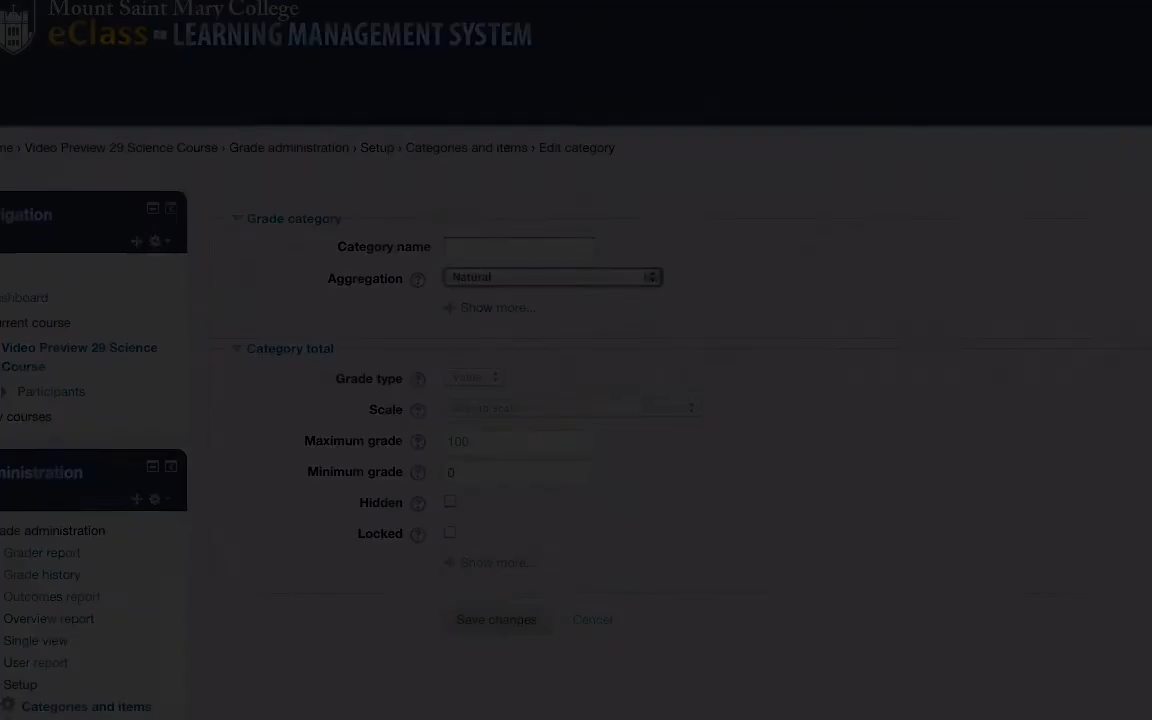 Mount Saint Mary College
eClass - LEARNING MANAGEMENT SYSTEM
me › Video Preview 29 Science Course › Grade administration › Setup › Categories and items › Edit category
igation
shboard
urrent course
Video Preview 29 Science
Course
Participants
y courses
ministration
ade administration
Grader report
Grade history
Outcomes report
Overview report
Single view
User report
Setup
Categories and items
Grade category
Category name
Aggregation
Natural
Show more...
Category total
Grade type
Value
Scale
Maximum grade
100
Minimum grade
0
Hidden
Locked
Show more...
Save changes
Cancel